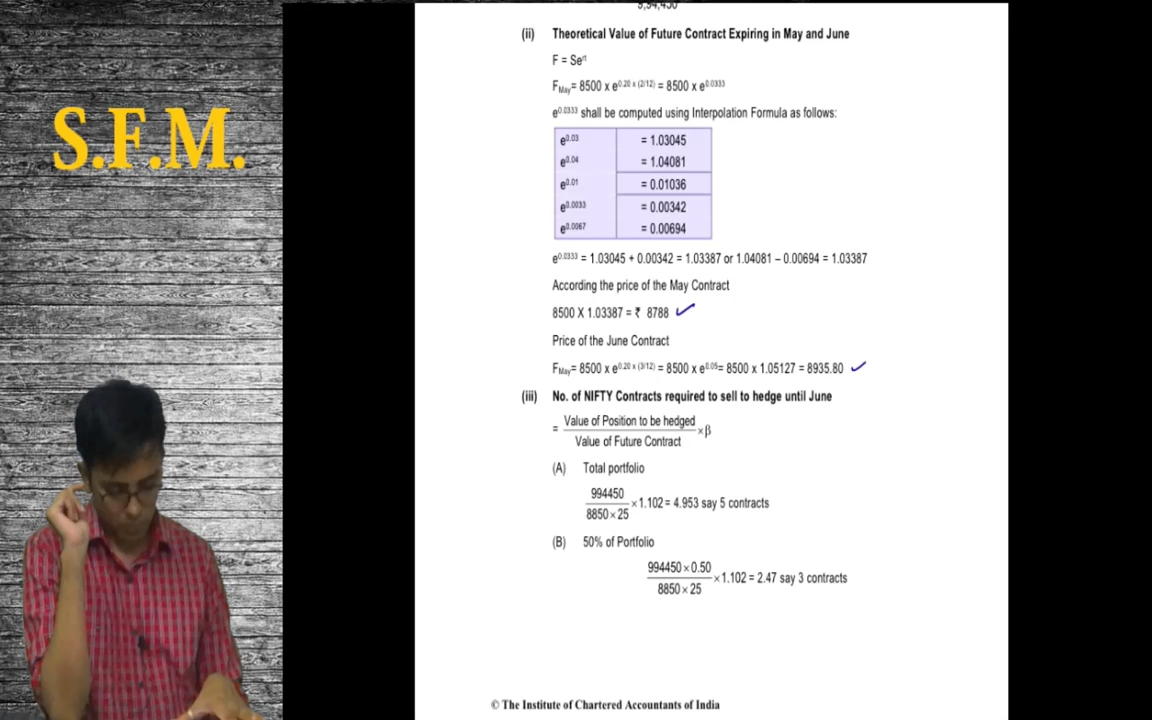 S.F.M.
9,94,450
(ii) Theoretical Value of Future Contract Expiring in May and June
F = Se^rt
F_May= 8500 x e^0.20 x (2/12) = 8500 x e^0.0333
e^0.0333 shall be computed using Interpolation Formula as follows:
e^0.03 = 1.03045
e^0.04 = 1.04081
e^0.01 = 0.01036
e^0.0033 = 0.00342
e^0.0067 = 0.00694
e^0.0333 = 1.03045 + 0.00342 = 1.03387 or 1.04081 – 0.00694 = 1.03387
According the price of the May Contract
8500 X 1.03387 = ₹ 8788
Price of the June Contract
F_May= 8500 x e^0.20 x (3/12) = 8500 x e^0.05= 8500 x 1.05127 = 8935.80
(iii) No. of NIFTY Contracts required to sell to hedge until June
= Value of Position to be hedged / Value of Future Contract ×β
(A) Total portfolio
994450 / 8850×25 ×1.102 = 4.953 say 5 contracts
(B) 50% of Portfolio
994450×0.50 / 8850×25 ×1.102 = 2.47 say 3 contracts
© The Institute of Chartered Accountants of India